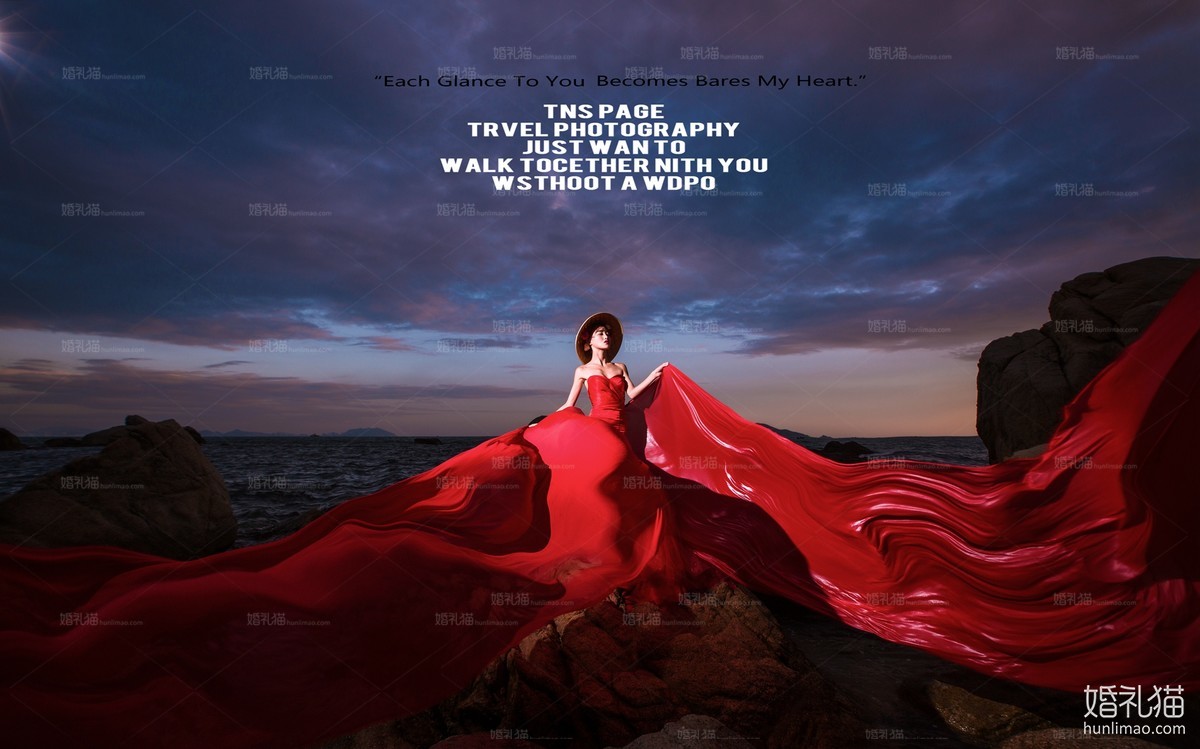 “Each Glance To You Becomes Bares My Heart.”
TNS PAGE
TRVEL PHOTOGRAPHY
JUST WAN TO
WALK TOCETHER NITH YOU
WSTHOOT A WDPO
婚礼猫
hunlimao.com